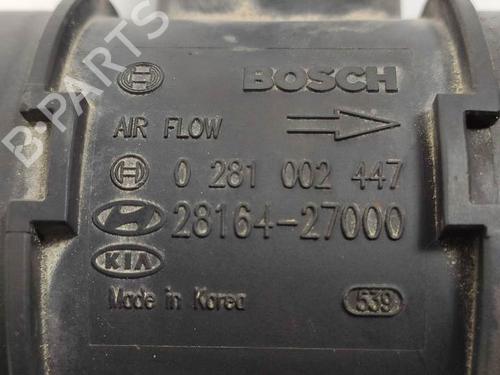 B-PARTS
BOSCH
AIR FLOW
0 281 002 447
28164-27000
KIA
Made in Korea
539